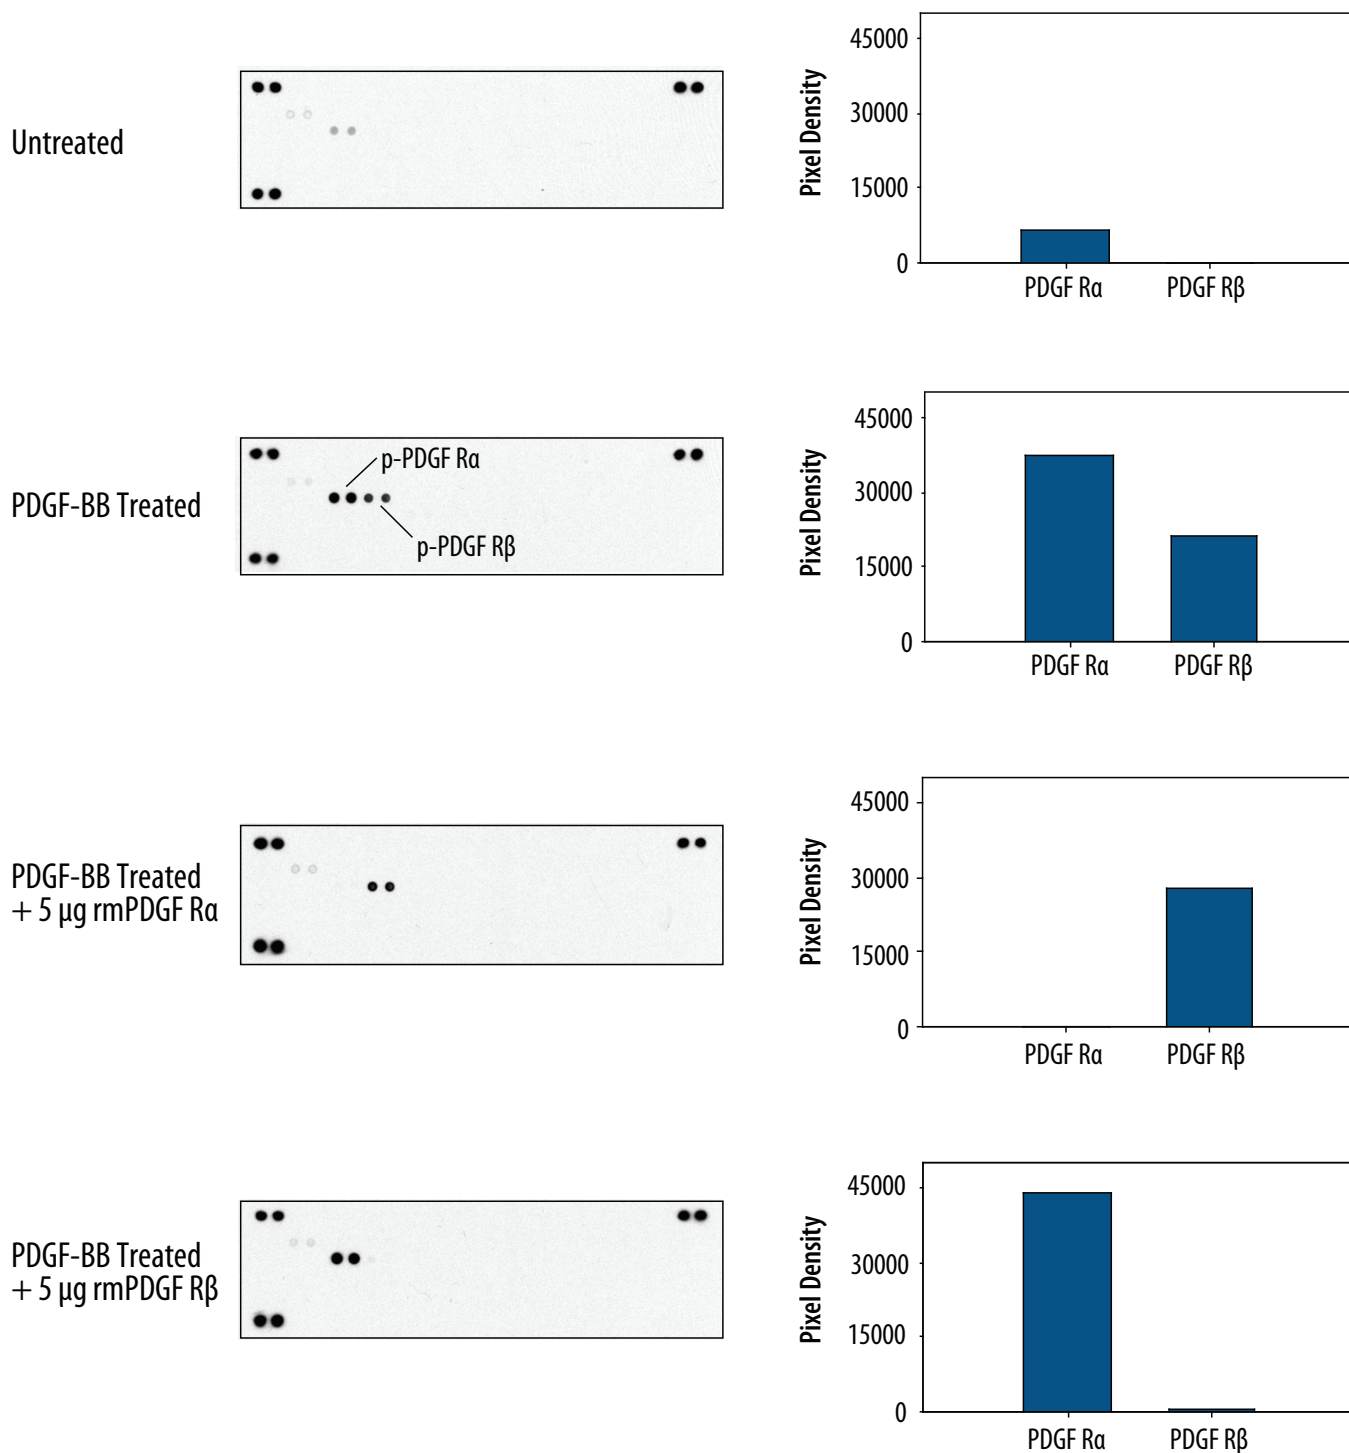 Untreated
45000
30000
15000
0
Pixel Density
PDGF Rα
PDGF Rβ
PDGF-BB Treated
p-PDGF Rα
p-PDGF Rβ
45000
30000
15000
0
Pixel Density
PDGF Rα
PDGF Rβ
PDGF-BB Treated
+ 5 µg rmPDGF Rα
45000
30000
15000
0
Pixel Density
PDGF Rα
PDGF Rβ
PDGF-BB Treated
+ 5 µg rmPDGF Rβ
45000
30000
15000
0
Pixel Density
PDGF Rα
PDGF Rβ